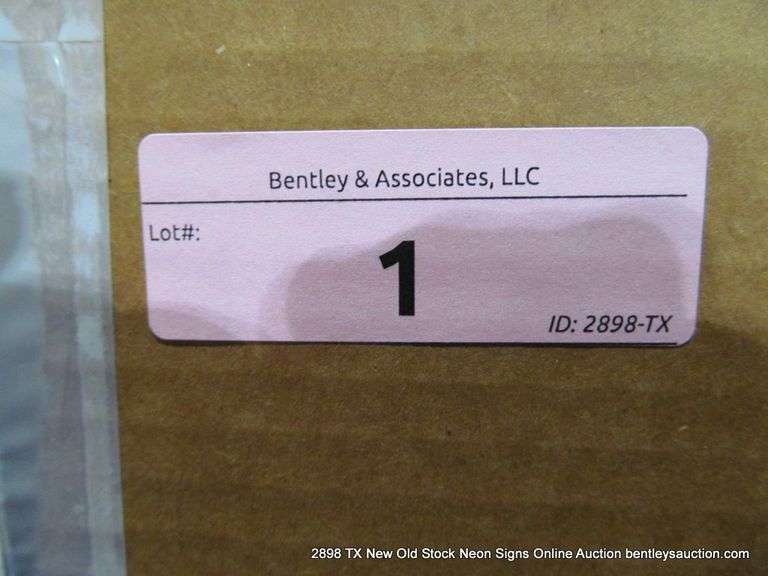 Bentley & Associates, LLC
Lot#:
1
ID: 2898-TX
2898 TX New Old Stock Neon Signs Online Auction bentleysauction.com